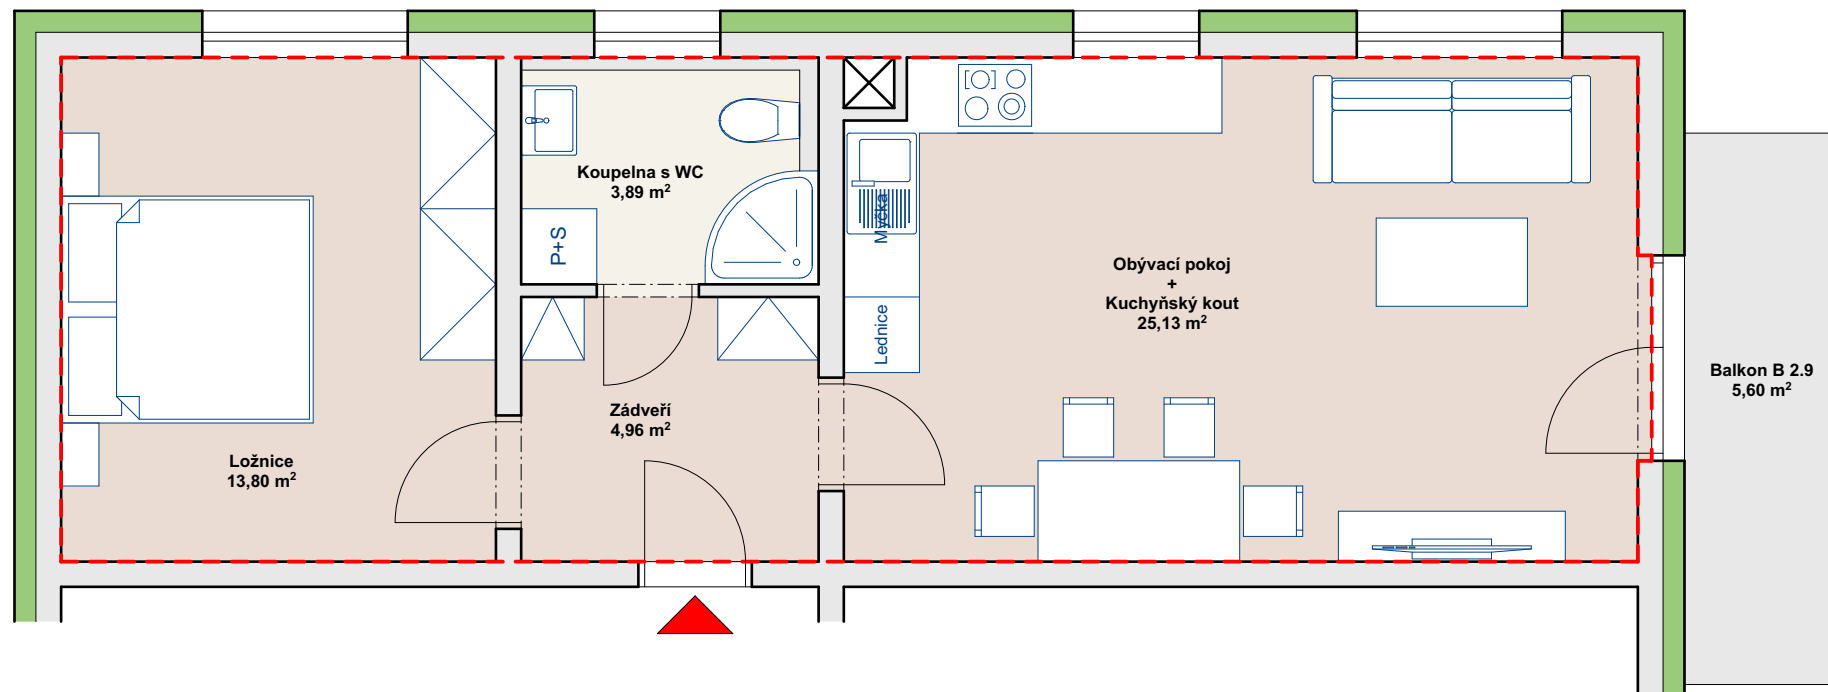 Koupelna s WC
3,89 m²
P+S
Myčka
Lednice
Obývací pokoj
+
Kuchyňský kout
25,13 m²
Balkon B 2.9
5,60 m²
Zádveří
4,96 m²
Ložnice
13,80 m²